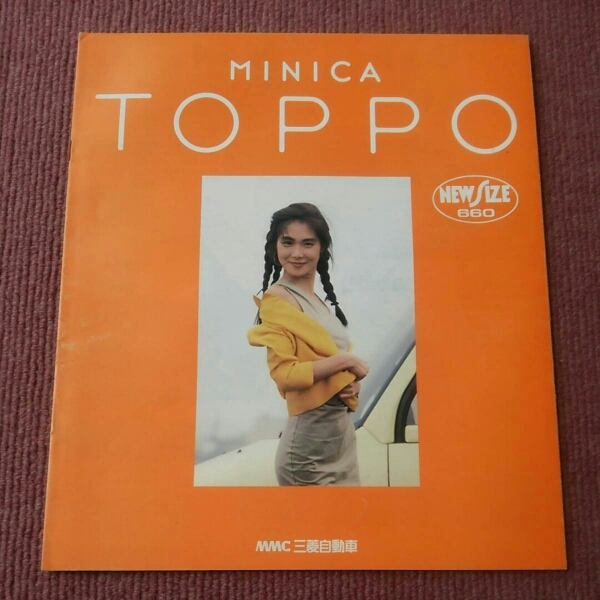 MINICA
TOPPO
NEW SIZE
660
MMC 三菱自動車